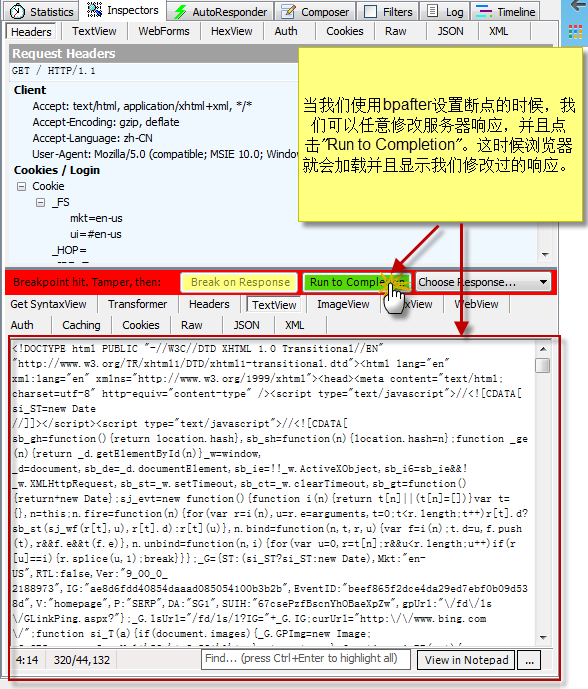 Statistics Inspectors AutoResponder Composer Filters Log Timeline
Headers TextView WebForms HexView Auth Cookies Raw JSON XML
Request Headers
GET / HTTP/1.1
Client
Accept: text/html, application/xhtml+xml, */*
Accept-Encoding: gzip, deflate
Accept-Language: zh-CN
User-Agent: Mozilla/5.0 (compatible; MSIE 10.0; Window
Cookies / Login
Cookie
_FS
mkt=en-us
ui=#en-us
_HOP=
当我们使用bpafter设置断点的时候，我
们可以任意修改服务器响应，并且点
击"Run to Completion"。这时候浏览器
就会加载并且显示我们修改过的响应。
Breakpoint hit. Tamper, then: Break on Response Run to Comple Choose Response...
Get SyntaxView Transformer Headers TextView ImageView xView WebView
Auth Caching Cookies Raw JSON XML
<!DOCTYPE html PUBLIC "-//W3C//DTD XHTML 1.0 Transitional//EN"
"http://www.w3.org/TR/xhtml1/DTD/xhtml1-transitional.dtd"><html lang="en"
xml:lang="en" xmlns="http://www.w3.org/1999/xhtml"><head><meta content="text/html;
charset=utf-8" http-equiv="content-type" /><script type="text/javascript">//<![CDATA[
si_ST=new Date
//]]></script><script type="text/javascript">//<![CDATA[
sb_gh=function(){return location.hash},sb_sh=function(n){location.hash=n};function _ge
(n){return _d.getElementById(n)}_w=window,
_d=document,sb_de=_d.documentElement,sb_ie=!!_w.ActiveXObject,sb_i6=sb_ie&&!
_w.XMLHttpRequest,sb_st=_w.setTimeout,sb_ct=_w.clearTimeout,sb_gt=function()
{return+new Date};sj_evt=new function(){function i(n){return t[n]||(t[n]=[])}var t=
{},n=this;n.fire=function(n){for(var r=i(n),u=r.e=arguments,t=0;t<r.length;t++)r[t].d?
sb_st(sj_wf(r[t],u),r[t].d):r[t](u)},n.bind=function(n,t,r,u){var f=i(n);t.d=u,f.push
(t),r&&f.e&&t(f.e)},n.unbind=function(n,i){for(var u=0,r=t[n];r&&u<r.length;u++)if(r
[u]==i){r.splice(u,1);break}}};_G={ST:(si_ST?si_ST:new Date),Mkt:"en-
US",RTL:false,Ver:"9_00_0_
2188973",IG:"ae8d6fdd40854daaad085054100b3b2b",EventID:"beef865f2dce4da29ed7ebf0b09d53
8d",V:"homepage",P:"SERP",DA:"SG1",SUIH:"67csePzfBscnYhOBaeXpZw",gpUrl:"\/fd\/ls
\/GLinkPing.aspx?"};_G.lsUrl="/fd/ls/l?IG="+_G.IG;curUrl="http:\/\/www.bing.com
\/";function si_T(a){if(document.images){_G.GPImg=new Image;
4:14 320/44,132 Find... (press Ctrl+Enter to highlight all) View in Notepad ...